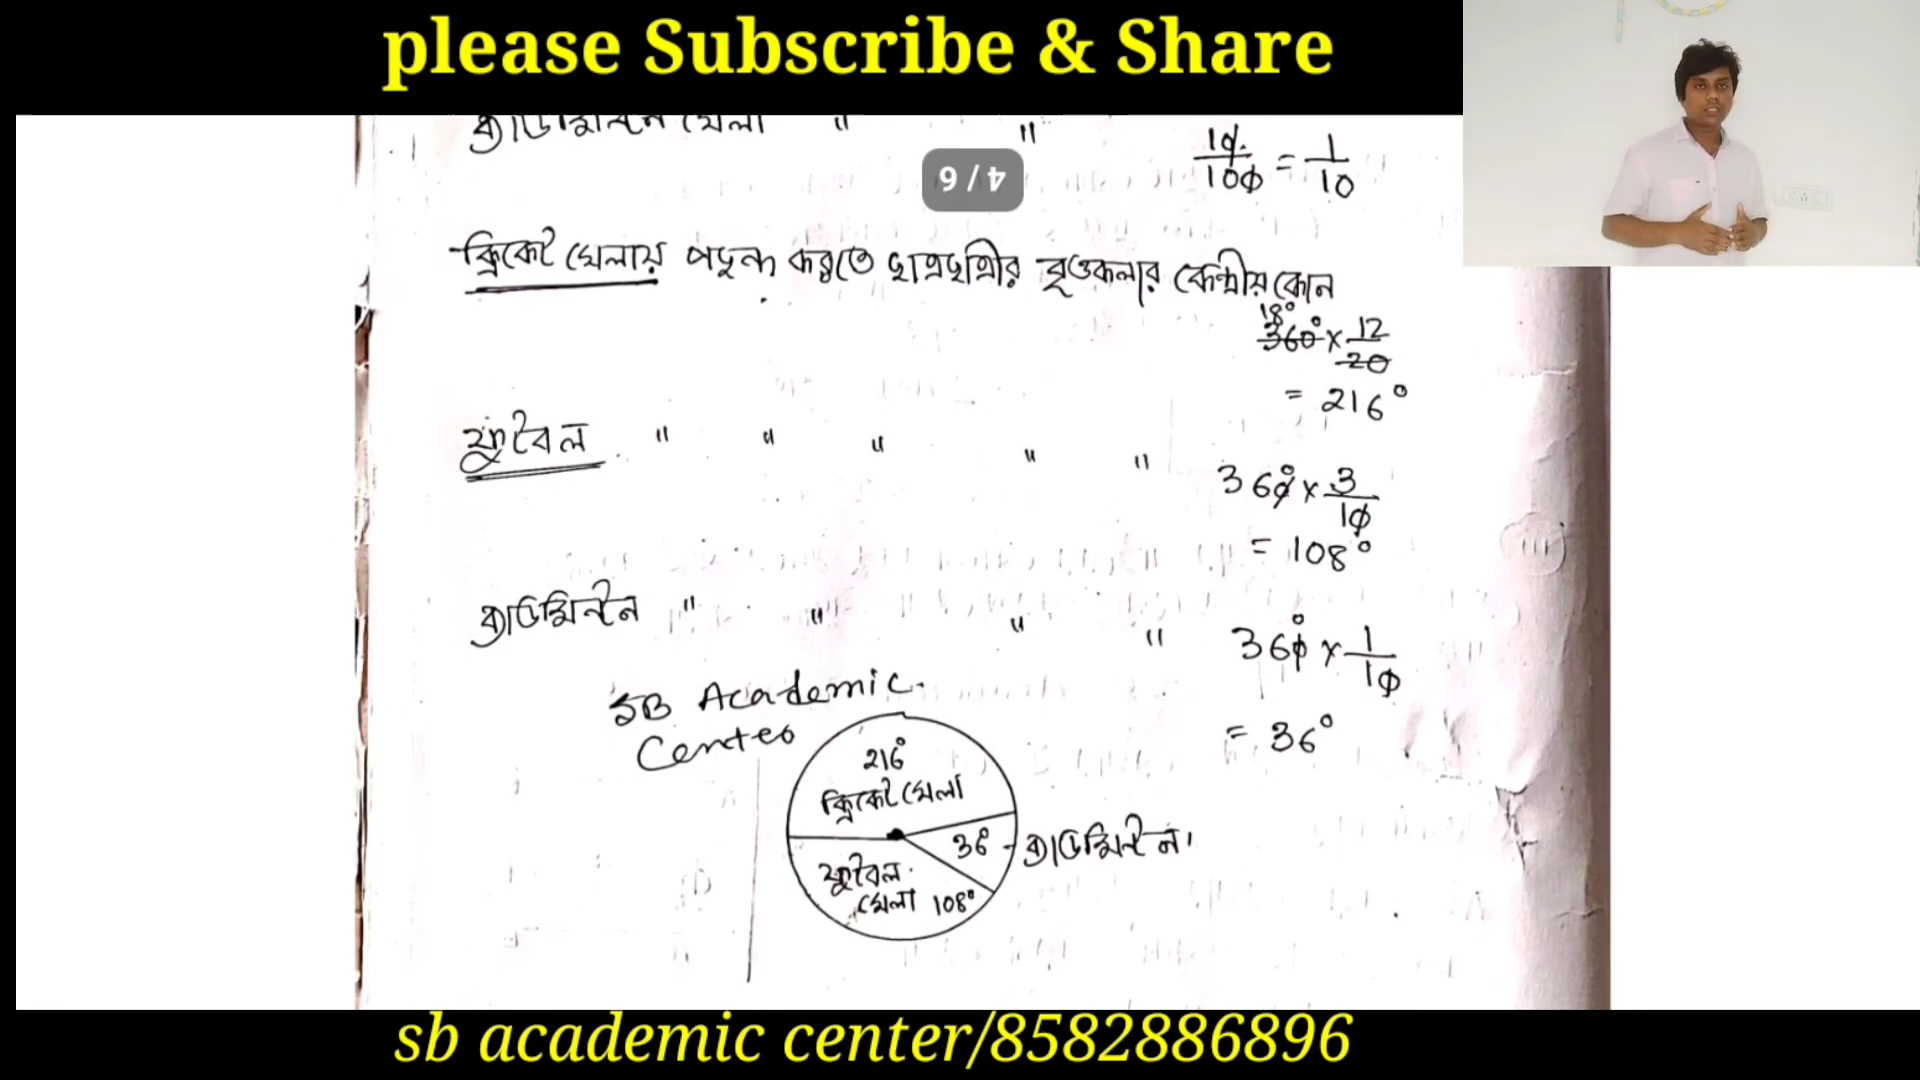 please Subscribe & Share
ব্যাডমিন্টন খেলা " "
10/100 = 1/10
4/6
ক্রিকেট খেলায় পছন্দ করতে ছাত্রছাত্রীর বৃত্তকলার কেন্দ্রীয় কোন
18°
360° x 12/20
= 216°
ফুটবল " " " " "
360° x 3/10
= 108°
ব্যাডমিন্টন " " " "
360° x 1/10
= 36°
SB Academic
Center
216°
ক্রিকেট খেলা
36° - ব্যাডমিন্টন।
ফুটবল
খেলা 108°
sb academic center/8582886896